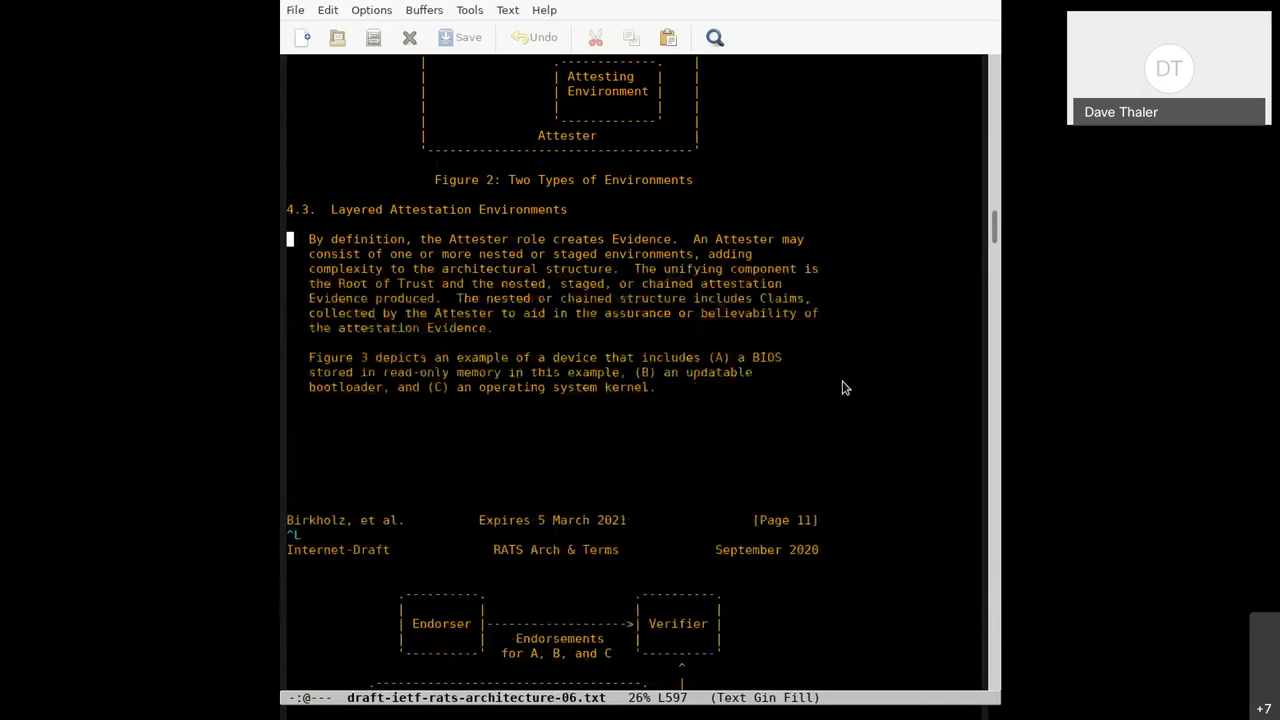 File Edit Options Buffers Tools Text Help
Save Undo
Attesting
Environment
Attester
Figure 2: Two Types of Environments
4.3. Layered Attestation Environments
By definition, the Attester role creates Evidence. An Attester may
consist of one or more nested or staged environments, adding
complexity to the architectural structure. The unifying component is
the Root of Trust and the nested, staged, or chained attestation
Evidence produced. The nested or chained structure includes Claims,
collected by the Attester to aid in the assurance or believability of
the attestation Evidence.
Figure 3 depicts an example of a device that includes (A) a BIOS
stored in read-only memory in this example, (B) an updatable
bootloader, and (C) an operating system kernel.
Birkholz, et al. Expires 5 March 2021 [Page 11]
^L
Internet-Draft RATS Arch & Terms September 2020
Endorser ------------------->| Verifier
Endorsements
for A, B, and C
-:@--- draft-ietf-rats-architecture-06.txt 26% L597 (Text Gin Fill)
DT
Dave Thaler
+7